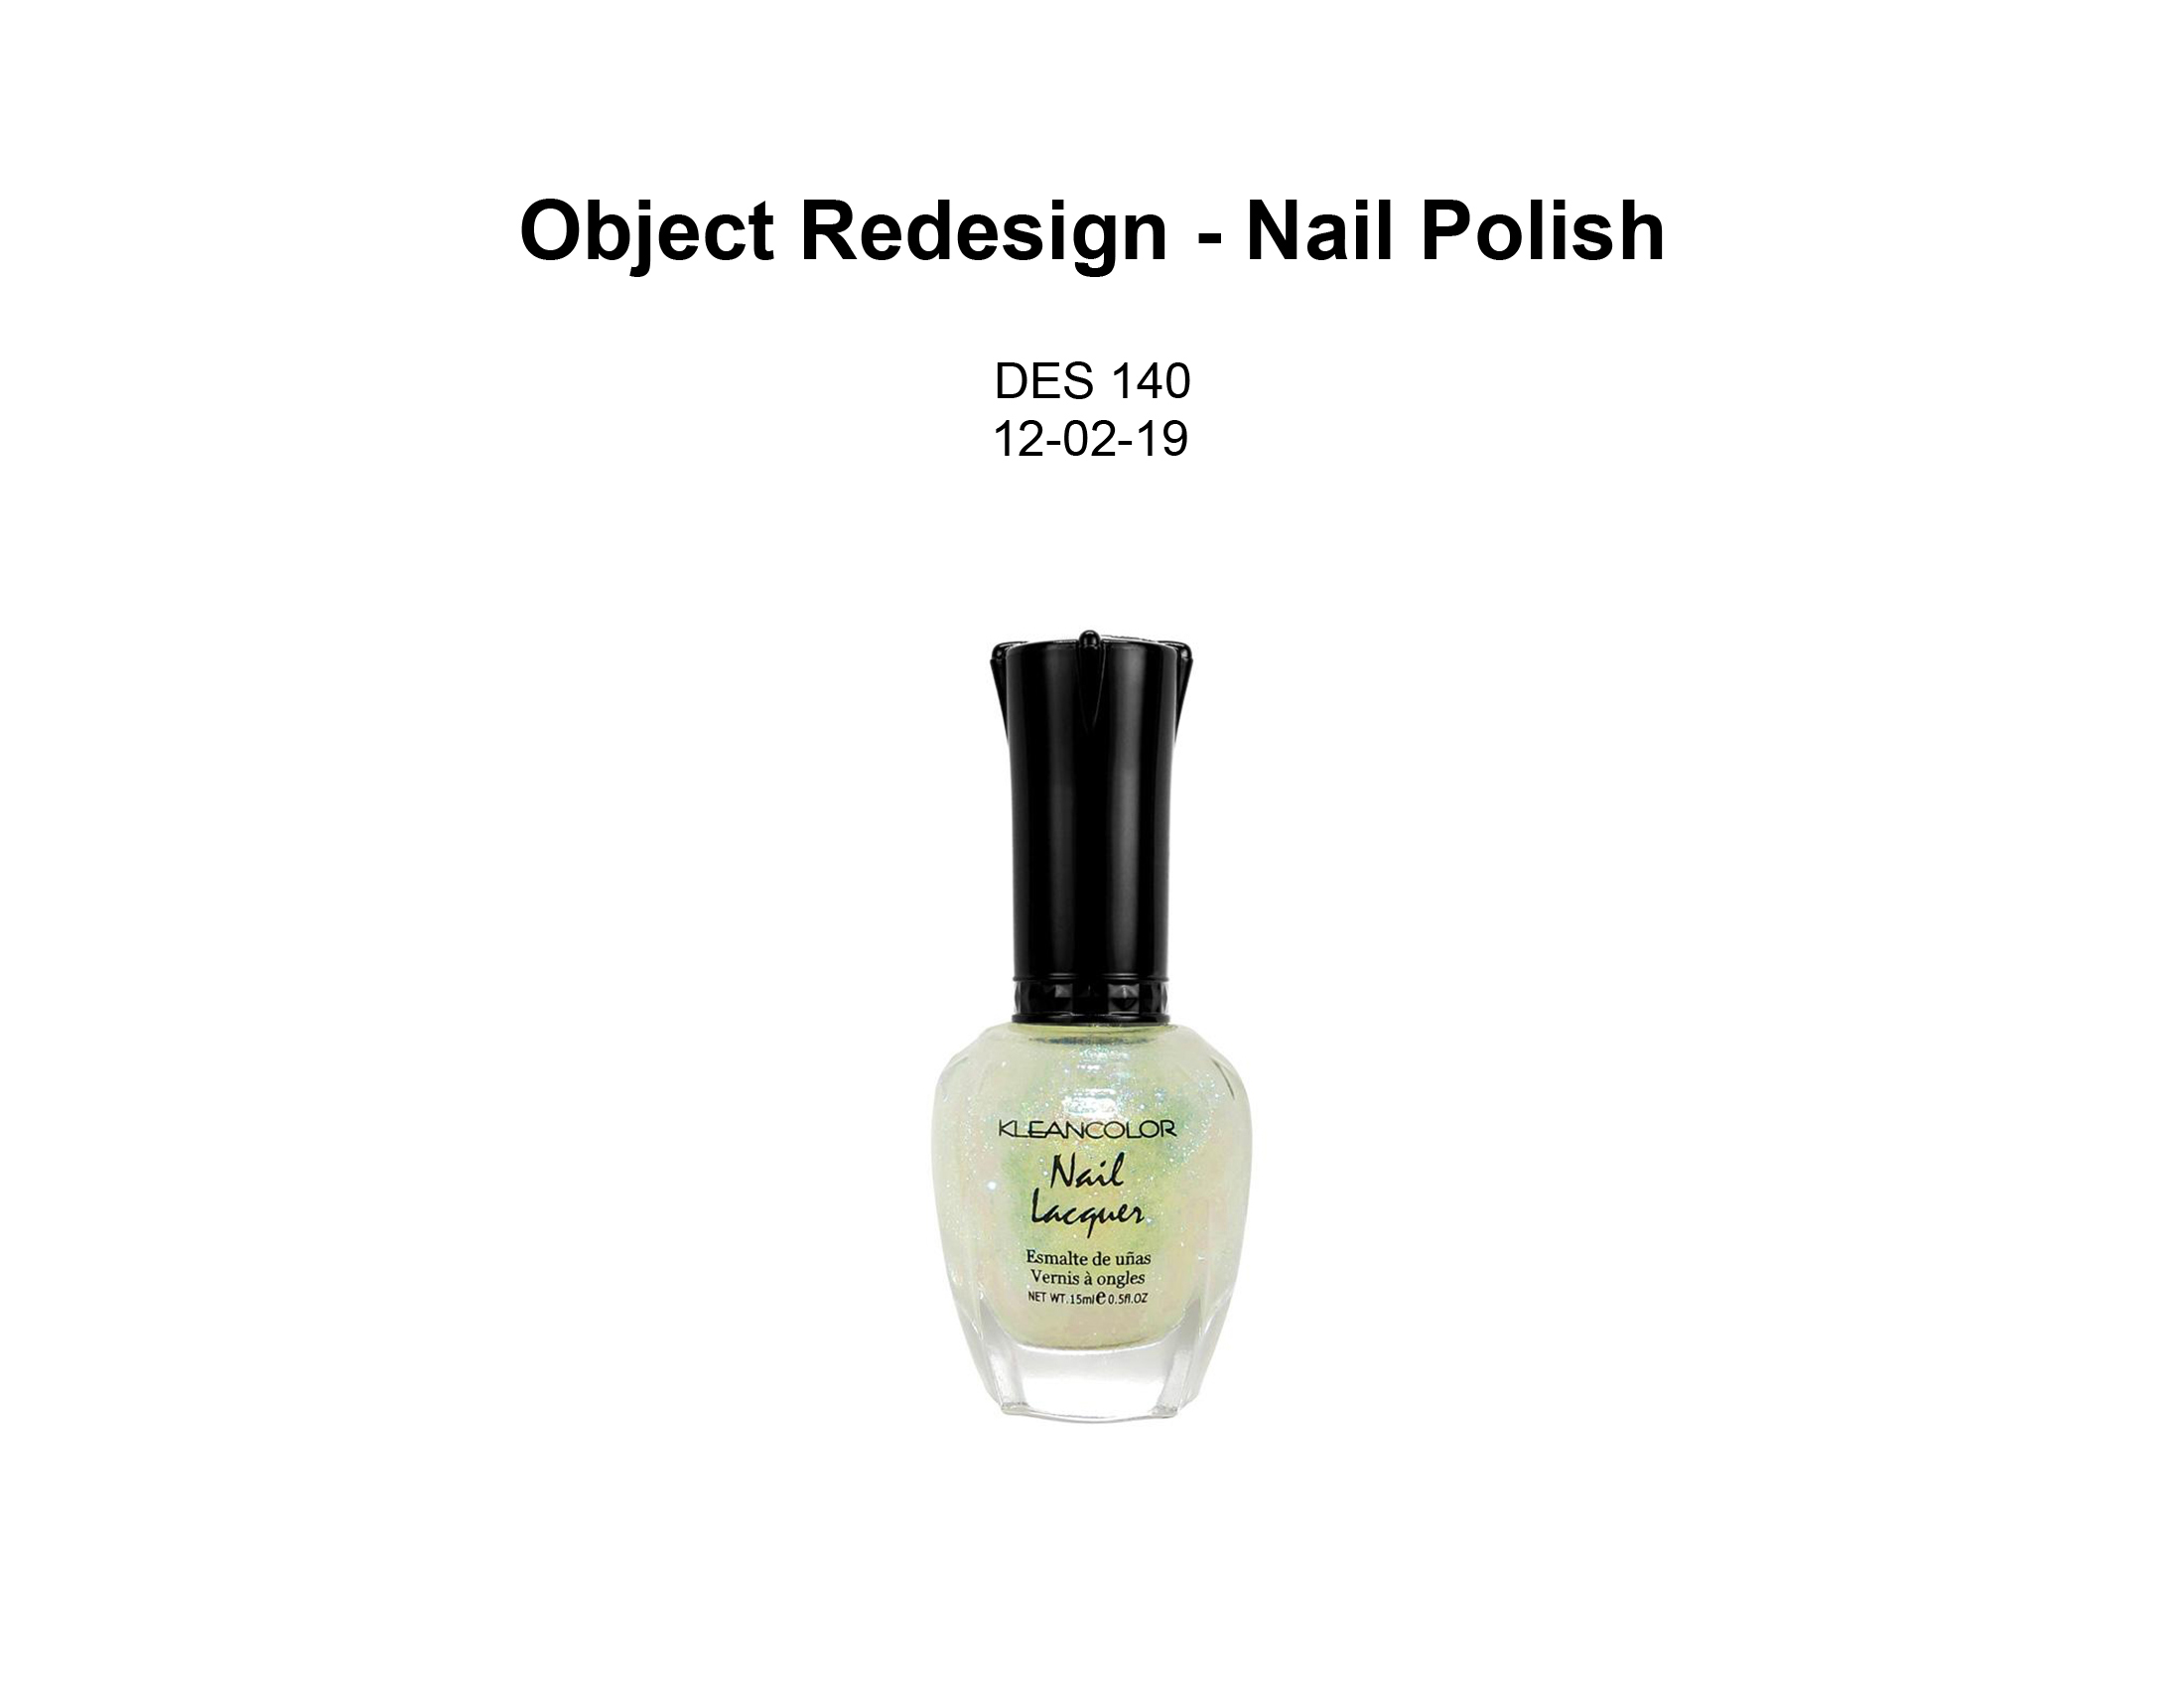 Object Redesign - Nail Polish
DES 140
12-02-19
KLEANCOLOR
Nail
Lacquer
Esmalte de uñas
Vernis à ongles
NET WT.15ml℮0.5fl.OZ